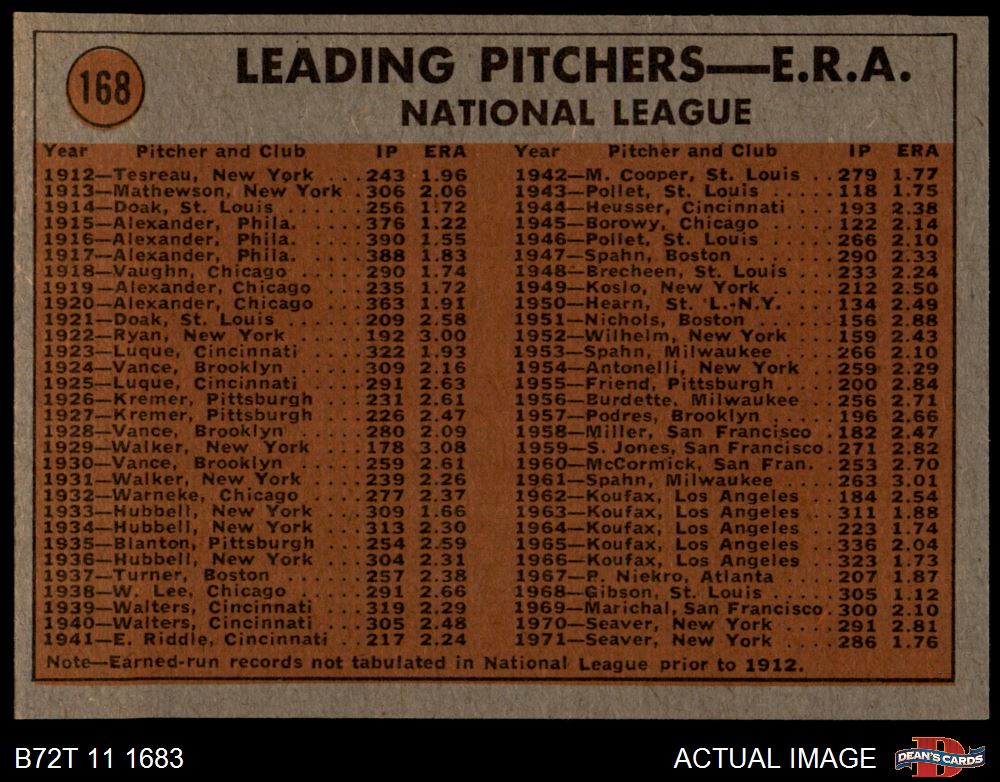 168
LEADING PITCHERS—E.R.A.
NATIONAL LEAGUE
Year Pitcher and Club IP ERA
1912—Tesreau, New York ...243 1.96
1913—Mathewson, New York .306 2.06
1914—Doak, St. Louis ......256 1.72
1915—Alexander, Phila. .....376 1.22
1916—Alexander, Phila. .....390 1.55
1917—Alexander, Phila. .....388 1.83
1918—Vaughn, Chicago .....290 1.74
1919—Alexander, Chicago ...235 1.72
1920—Alexander, Chicago ...363 1.91
1921—Doak, St. Louis ......209 2.58
1922—Ryan, New York .....192 3.00
1923—Luque, Cincinnati ....322 1.93
1924—Vance, Brooklyn .....309 2.16
1925—Luque, Cincinnati ....291 2.63
1926—Kremer, Pittsburgh ...231 2.61
1927—Kremer, Pittsburgh ...226 2.47
1928—Vance, Brooklyn .....280 2.09
1929—Walker, New York ....178 3.08
1930—Vance, Brooklyn .....259 2.61
1931—Walker, New York ....239 2.26
1932—Warneke, Chicago ....277 2.37
1933—Hubbell, New York ...309 1.66
1934—Hubbell, New York ...313 2.30
1935—Blanton, Pittsburgh ...254 2.59
1936—Hubbell, New York ...304 2.31
1937—Turner, Boston ......257 2.38
1938—W. Lee, Chicago .....291 2.66
1939—Walters, Cincinnati ...319 2.29
1940—Walters, Cincinnati ...305 2.48
1941—E. Riddle, Cincinnati ..217 2.24
Year Pitcher and Club IP ERA
1942—M. Cooper, St. Louis ..279 1.77
1943—Pollet, St. Louis .....118 1.75
1944—Heusser, Cincinnati ...193 2.38
1945—Borowy, Chicago .....122 2.14
1946—Pollet, St. Louis .....266 2.10
1947—Spahn, Boston .......290 2.33
1948—Brecheen, St. Louis ...233 2.24
1949—Koslo, New York .....212 2.50
1950—Hearn, St. L.-N.Y. ....134 2.49
1951—Nichols, Boston ......156 2.88
1952—Wilhelm, New York ...159 2.43
1953—Spahn, Milwaukee ....266 2.10
1954—Antonelli, New York ..259 2.29
1955—Friend, Pittsburgh ....200 2.84
1956—Burdette, Milwaukee ..256 2.71
1957—Podres, Brooklyn .....196 2.66
1958—Miller, San Francisco ..182 2.47
1959—S. Jones, San Francisco.271 2.82
1960—McCormick, San Fran. ..253 2.70
1961—Spahn, Milwaukee ....263 3.01
1962—Koufax, Los Angeles ..184 2.54
1963—Koufax, Los Angeles ..311 1.88
1964—Koufax, Los Angeles ..223 1.74
1965—Koufax, Los Angeles ..336 2.04
1966—Koufax, Los Angeles ..323 1.73
1967—P. Niekro, Atlanta ....207 1.87
1968—Gibson, St. Louis .....305 1.12
1969—Marichal, San Francisco.300 2.10
1970—Seaver, New York ....291 2.81
1971—Seaver, New York ....286 1.76
Note—Earned-run records not tabulated in National League prior to 1912.
B72T 11 1683
ACTUAL IMAGE
D
DEAN'S CARDS